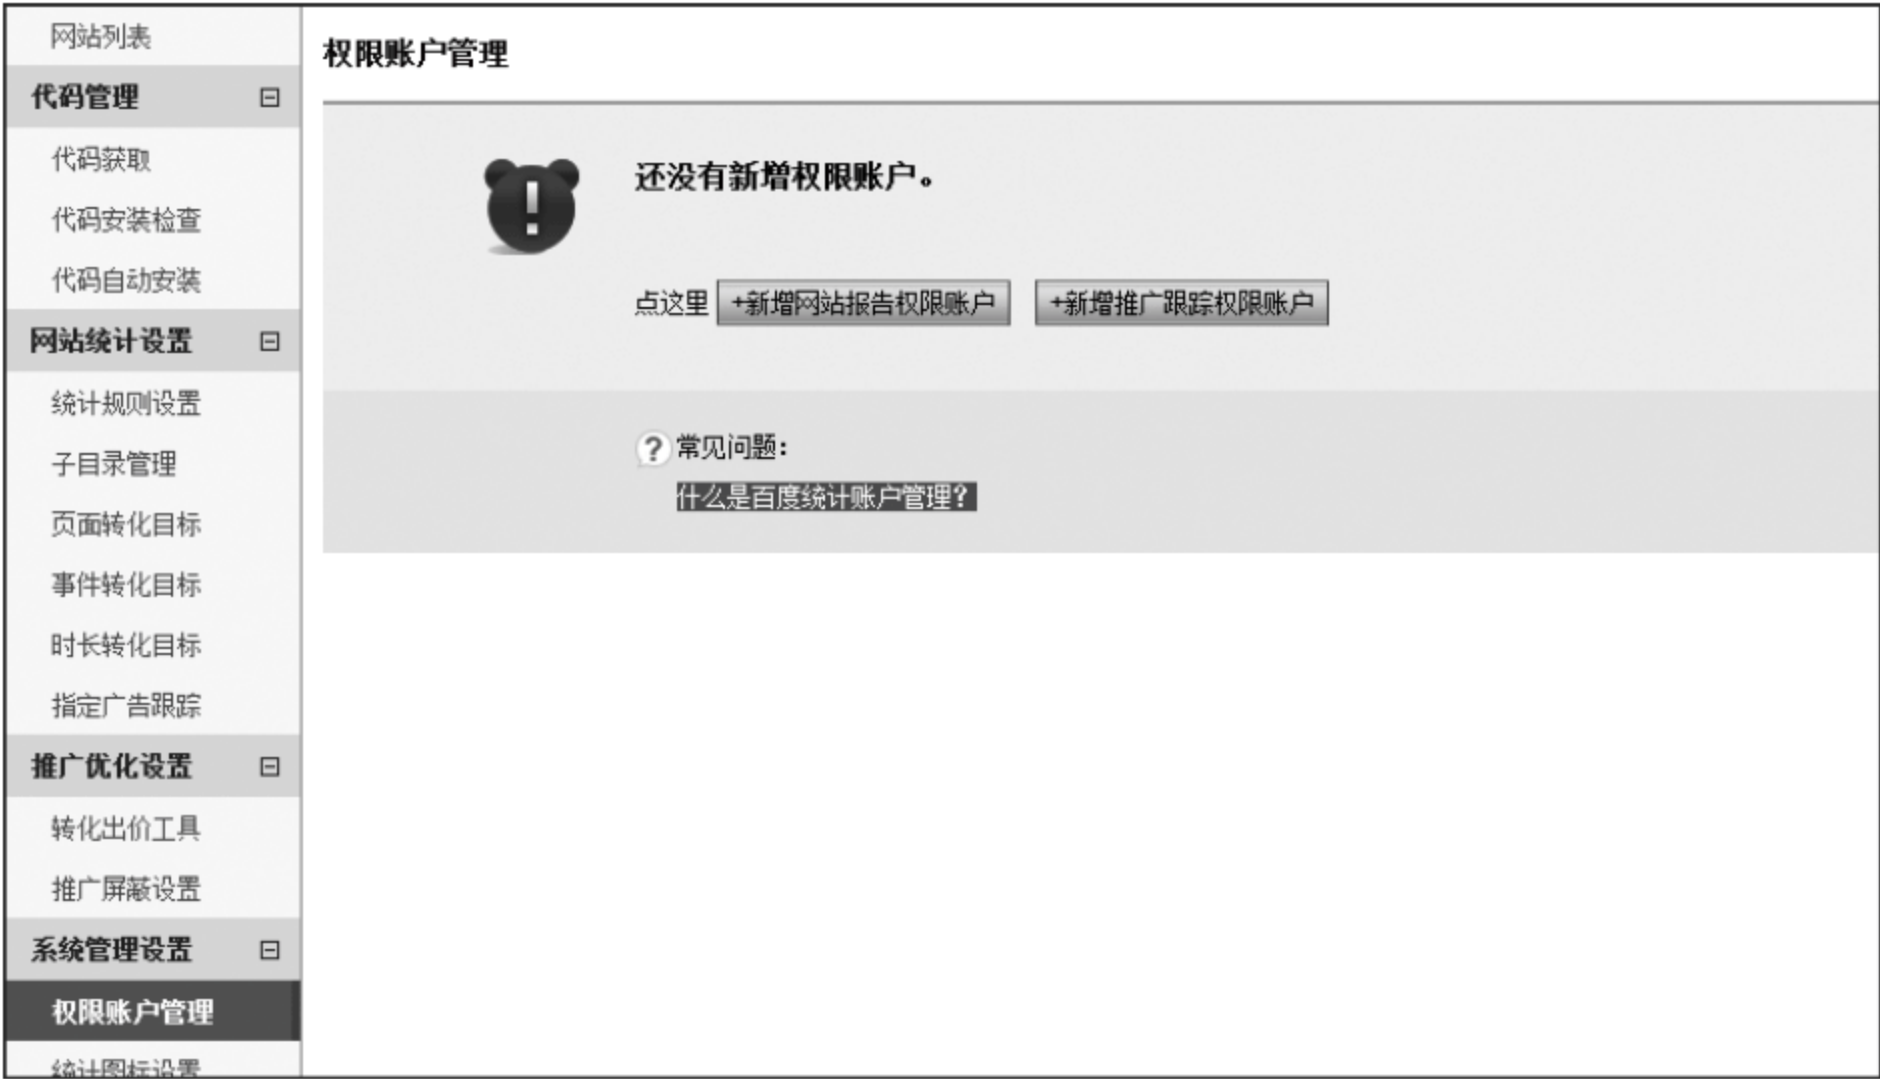 网站列表
代码管理
代码获取
代码安装检查
代码自动安装
网站统计设置
统计规则设置
子目录管理
页面转化目标
事件转化目标
时长转化目标
指定广告跟踪
推广优化设置
转化出价工具
推广屏蔽设置
系统管理设置
权限账户管理
统计图标设置
权限账户管理
还没有新增权限账户。
点这里 +新增网站报告权限账户 +新增推广跟踪权限账户
? 常见问题：
什么是百度统计账户管理？